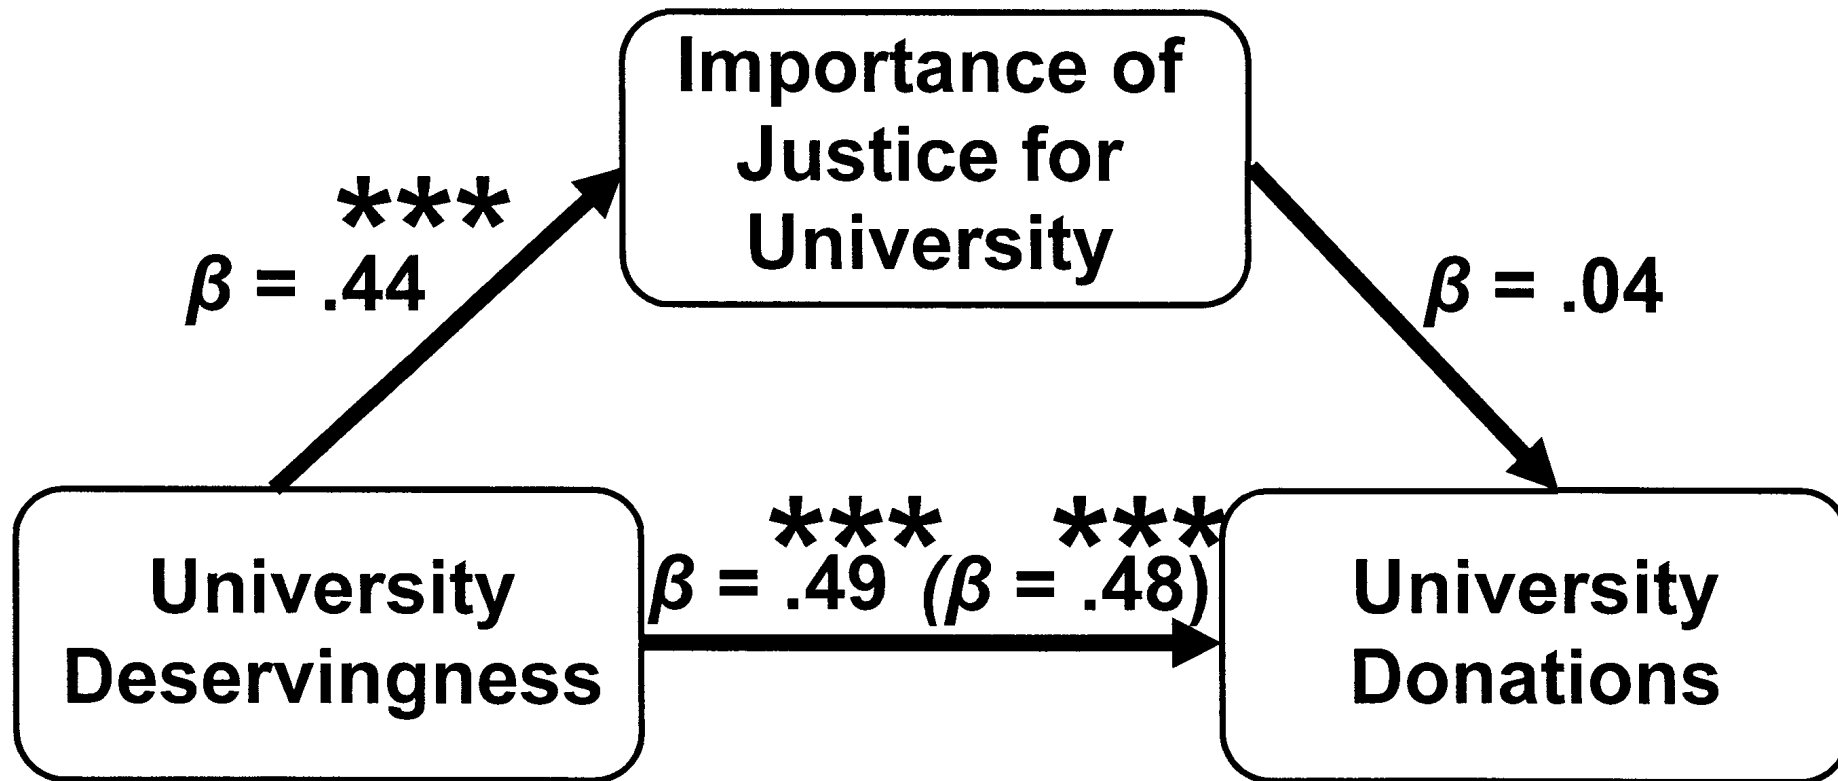 Importance of
Justice for
University
***
β = .44
β = .04
*** ***
β = .49 (β = .48)
University
Deservingness
University
Donations